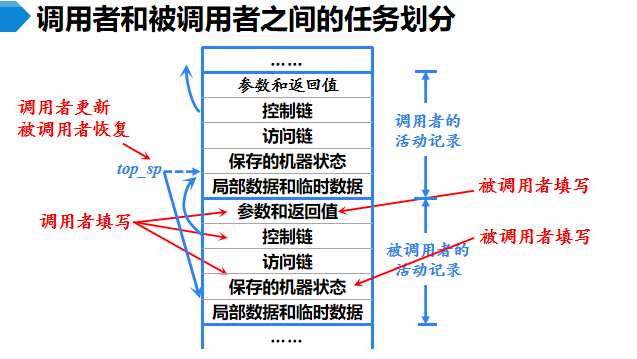 调用者和被调用者之间的任务划分
……
参数和返回值
控制链
访问链
保存的机器状态
局部数据和临时数据
参数和返回值
控制链
访问链
保存的机器状态
局部数据和临时数据
……
调用者更新
被调用者恢复
top_sp
调用者填写
调用者的
活动记录
被调用者填写
被调用者填写
被调用者的
活动记录